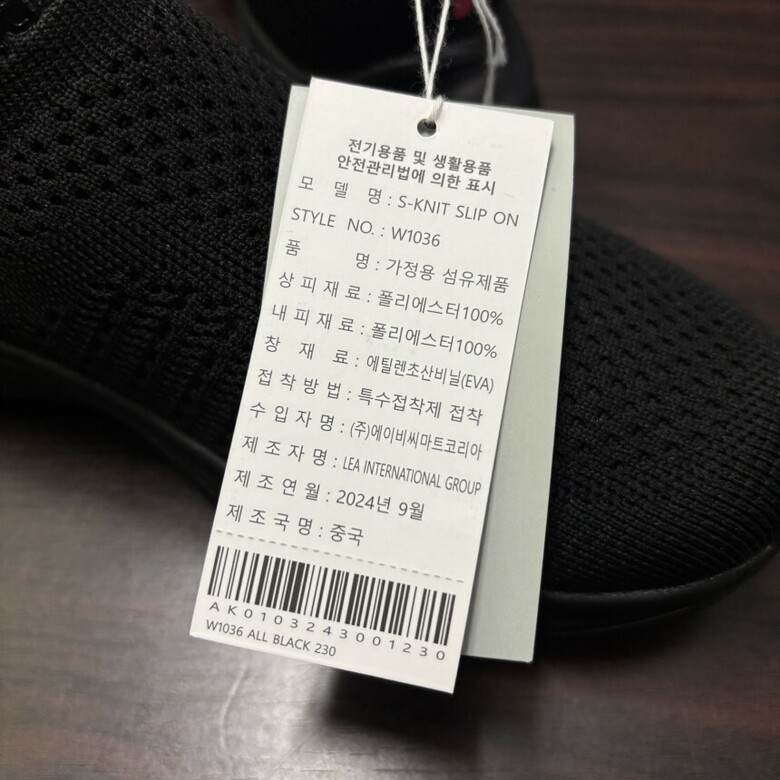 전기용품 및 생활용품
안전관리법에 의한 표시
모 델 명 : S-KNIT SLIP ON
STYLE NO. : W1036
품 명 : 가정용 섬유제품
상 피 재 료 : 폴리에스터100%
내 피 재 료 : 폴리에스터100%
창 재 료 : 에틸렌초산비닐(EVA)
접 착 방 법 : 특수접착제 접착
수 입 자 명 : (주)에이비씨마트코리아
제 조 자 명 : LEA INTERNATIONAL GROUP
제 조 연 월 : 2024년 9월
제 조 국 명 : 중국
AK0103243001230
W1036 ALL BLACK 230